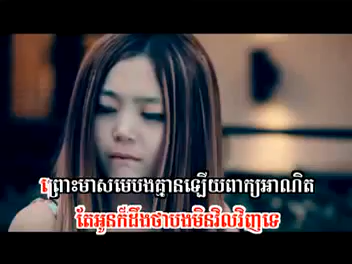 ព្រោះមាសមេបងគ្មានឡើយពាក្យអាណិត
តែអូនក៏ដឹងថាបងមិនវិលវិញទេ